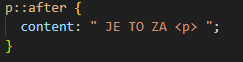 p::after {
content: " JE TO ZA <p> ";
}